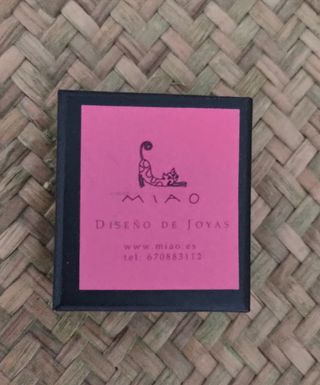 MIAO
DISEÑO DE JOYAS
www.miao.es
tel: 670883112